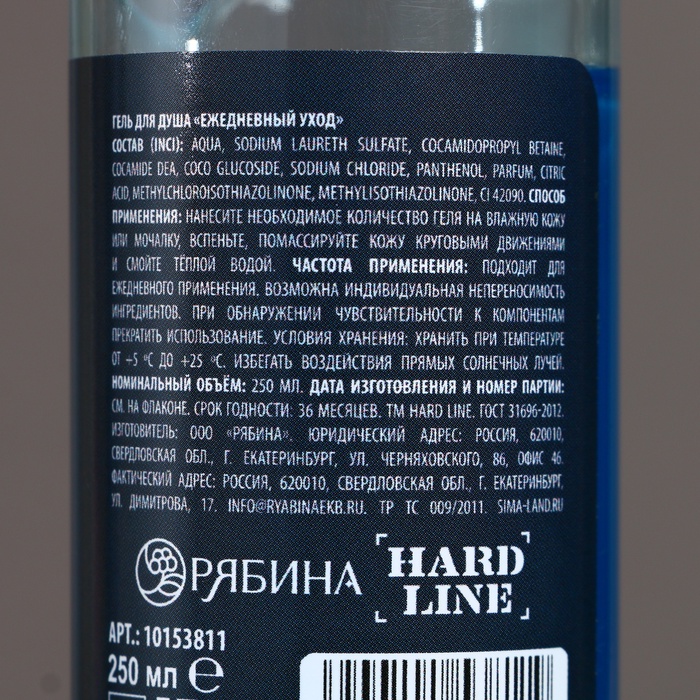 ГЕЛЬ ДЛЯ ДУША «ЕЖЕДНЕВНЫЙ УХОД»
СОСТАВ (INCI): AQUA, SODIUM LAURETH SULFATE, COCAMIDOPROPYL BETAINE,
COCAMIDE DEA, COCO GLUCOSIDE, SODIUM CHLORIDE, PANTHENOL, PARFUM, CITRIC
ACID, METHYLCHLOROISOTHIAZOLINONE, METHYLISOTHIAZOLINONE, CI 42090. СПОСОБ
ПРИМЕНЕНИЯ: НАНЕСИТЕ НЕОБХОДИМОЕ КОЛИЧЕСТВО ГЕЛЯ НА ВЛАЖНУЮ КОЖУ
ИЛИ МОЧАЛКУ, ВСПЕНЬТЕ, ПОМАССИРУЙТЕ КОЖУ КРУГОВЫМИ ДВИЖЕНИЯМИ
И СМОЙТЕ ТЁПЛОЙ ВОДОЙ. ЧАСТОТА ПРИМЕНЕНИЯ: ПОДХОДИТ ДЛЯ
ЕЖЕДНЕВНОГО ПРИМЕНЕНИЯ. ВОЗМОЖНА ИНДИВИДУАЛЬНАЯ НЕПЕРЕНОСИМОСТЬ
ИНГРЕДИЕНТОВ. ПРИ ОБНАРУЖЕНИИ ЧУВСТВИТЕЛЬНОСТИ К КОМПОНЕНТАМ
ПРЕКРАТИТЬ ИСПОЛЬЗОВАНИЕ. УСЛОВИЯ ХРАНЕНИЯ: ХРАНИТЬ ПРИ ТЕМПЕРАТУРЕ
ОТ +5 °С ДО +25 °С. ИЗБЕГАТЬ ВОЗДЕЙСТВИЯ ПРЯМЫХ СОЛНЕЧНЫХ ЛУЧЕЙ.
НОМИНАЛЬНЫЙ ОБЪЁМ: 250 МЛ. ДАТА ИЗГОТОВЛЕНИЯ И НОМЕР ПАРТИИ:
СМ. НА ФЛАКОНЕ. СРОК ГОДНОСТИ: 36 МЕСЯЦЕВ. ТМ HARD LINE. ГОСТ 31696-2012.
ИЗГОТОВИТЕЛЬ: ООО «РЯБИНА». ЮРИДИЧЕСКИЙ АДРЕС: РОССИЯ, 620010,
СВЕРДЛОВСКАЯ ОБЛ., Г. ЕКАТЕРИНБУРГ, УЛ. ЧЕРНЯХОВСКОГО, 86, ОФИС 46.
ФАКТИЧЕСКИЙ АДРЕС: РОССИЯ, 620010, СВЕРДЛОВСКАЯ ОБЛ., Г. ЕКАТЕРИНБУРГ,
УЛ. ДИМИТРОВА, 17. INFO@RYABINAEKB.RU. ТР ТС 009/2011. SIMA-LAND.RU
РЯБИНА
HARD
LINE
АРТ.: 10153811
250 мл ℮